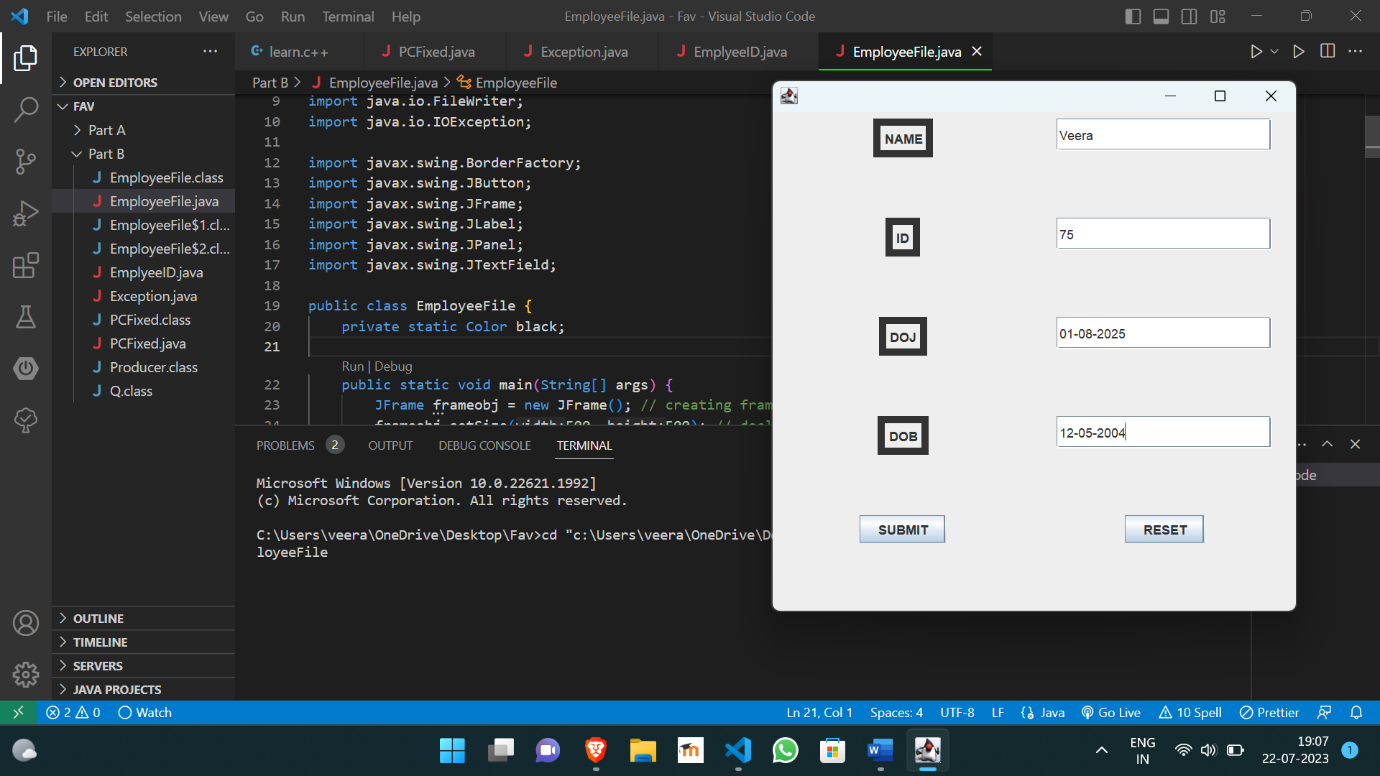 File Edit Selection View Go Run Terminal Help
EmployeeFile.java - Fav - Visual Studio Code
EXPLORER
OPEN EDITORS
FAV
Part A
Part B
EmployeeFile.class
EmployeeFile.java
EmployeeFile$1.cl...
EmployeeFile$2.cl...
EmplyeeID.java
Exception.java
PCFixed.class
PCFixed.java
Producer.class
Q.class
OUTLINE
TIMELINE
SERVERS
JAVA PROJECTS
learn.c++ PCFixed.java Exception.java EmplyeeID.java EmployeeFile.java
Part B > EmployeeFile.java > EmployeeFile
9 import java.io.FileWriter;
10 import java.io.IOException;
11
12 import javax.swing.BorderFactory;
13 import javax.swing.JButton;
14 import javax.swing.JFrame;
15 import javax.swing.JLabel;
16 import javax.swing.JPanel;
17 import javax.swing.JTextField;
18
19 public class EmployeeFile {
20 private static Color black;
21
Run | Debug
22 public static void main(String[] args) {
23 JFrame frameobj = new JFrame(); // creating fram
PROBLEMS 2 OUTPUT DEBUG CONSOLE TERMINAL
Microsoft Windows [Version 10.0.22621.1992]
(c) Microsoft Corporation. All rights reserved.
C:\Users\veera\OneDrive\Desktop\Fav>cd "c:\Users\veera\OneDrive\De
loyeeFile
NAME Veera
ID 75
DOJ 01-08-2025
DOB 12-05-2004
SUBMIT RESET
ode
2 0 Watch
Ln 21, Col 1 Spaces: 4 UTF-8 LF Java Go Live 10 Spell Prettier
ENG
IN
19:07
22-07-2023
1